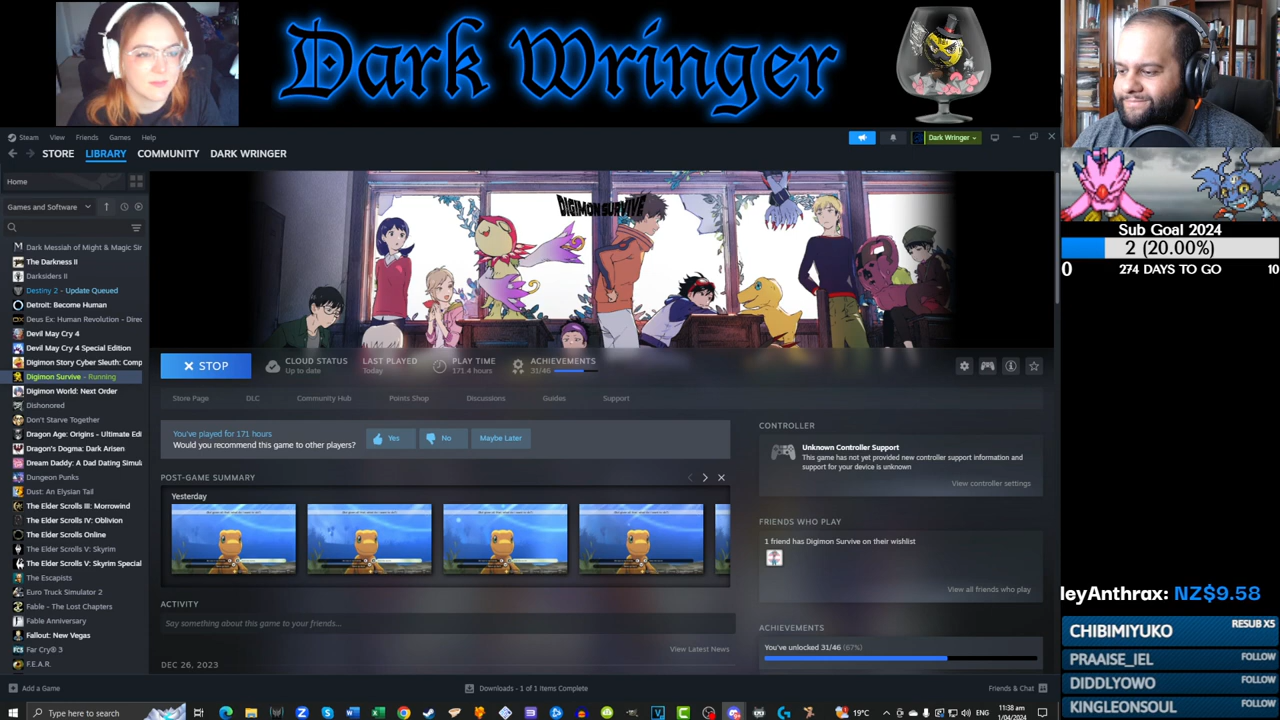 Dark Wringer
Steam View Friends Games Help
Dark Wringer
STORE LIBRARY COMMUNITY DARK WRINGER
Home
Games and Software
Dark Messiah of Might & Magic Sin
The Darkness II
Darksiders II
Destiny 2 - Update Queued
Detroit: Become Human
Deus Ex: Human Revolution - Direc
Devil May Cry 4
Devil May Cry 4 Special Edition
Digimon Story Cyber Sleuth: Comp
Digimon Survive - Running
Digimon World: Next Order
Dishonored
Don't Starve Together
Dragon Age: Origins - Ultimate Edi
Dragon's Dogma: Dark Arisen
Dream Daddy: A Dad Dating Simula
Dungeon Punks
Dust: An Elysian Tail
The Elder Scrolls III: Morrowind
The Elder Scrolls IV: Oblivion
The Elder Scrolls Online
The Elder Scrolls V: Skyrim
The Elder Scrolls V: Skyrim Special
The Escapists
Euro Truck Simulator 2
Fable - The Lost Chapters
Fable Anniversary
Fallout: New Vegas
Far Cry® 3
F.E.A.R.
Add a Game
DIGIMON SURVIVE
STOP
CLOUD STATUS
Up to date
LAST PLAYED
Today
PLAY TIME
171.4 hours
ACHIEVEMENTS
31/46
Store Page DLC Community Hub Points Shop Discussions Guides Support
You've played for 171 hours
Would you recommend this game to other players?
Yes No Maybe Later
POST-GAME SUMMARY
Yesterday
ACTIVITY
Say something about this game to your friends...
View Latest News
DEC 26, 2023
CONTROLLER
Unknown Controller Support
This game has not yet provided new controller support information and
support for your device is unknown
View controller settings
FRIENDS WHO PLAY
1 friend has Digimon Survive on their wishlist
View all friends who play
ACHIEVEMENTS
You've unlocked 31/46 (67%)
Downloads - 1 of 1 Items Complete
Friends & Chat
Sub Goal 2024
2 (20.00%)
0 274 DAYS TO GO 10
leyAnthrax: NZ$9.58
CHIBIMIYUKO RESUB X5
PRAAISE_IEL FOLLOW
DIDDLYOWO FOLLOW
KINGLEONSOUL FOLLOW
Type here to search
19°C
ENG
11:38 am
1/04/2024